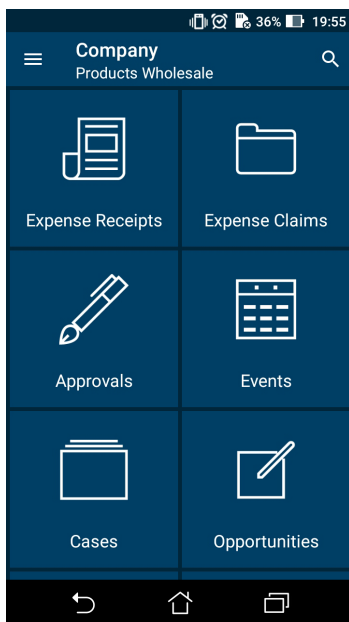 36% 19:55
Company
Products Wholesale
Expense Receipts
Expense Claims
Approvals
Events
Cases
Opportunities